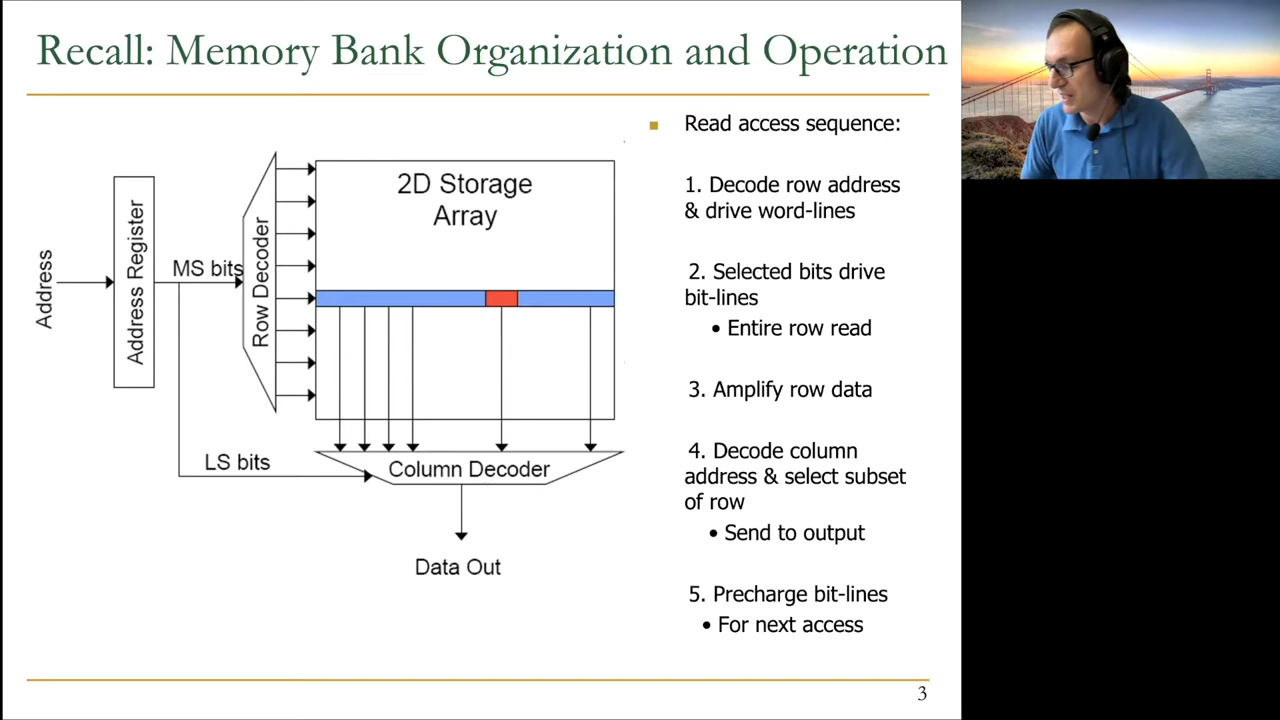 Recall: Memory Bank Organization and Operation
Address
Address Register
MS bits
Row Decoder
2D Storage
Array
LS bits
Column Decoder
Data Out
Read access sequence:
1. Decode row address
& drive word-lines
2. Selected bits drive
bit-lines
• Entire row read
3. Amplify row data
4. Decode column
address & select subset
of row
• Send to output
5. Precharge bit-lines
• For next access
3